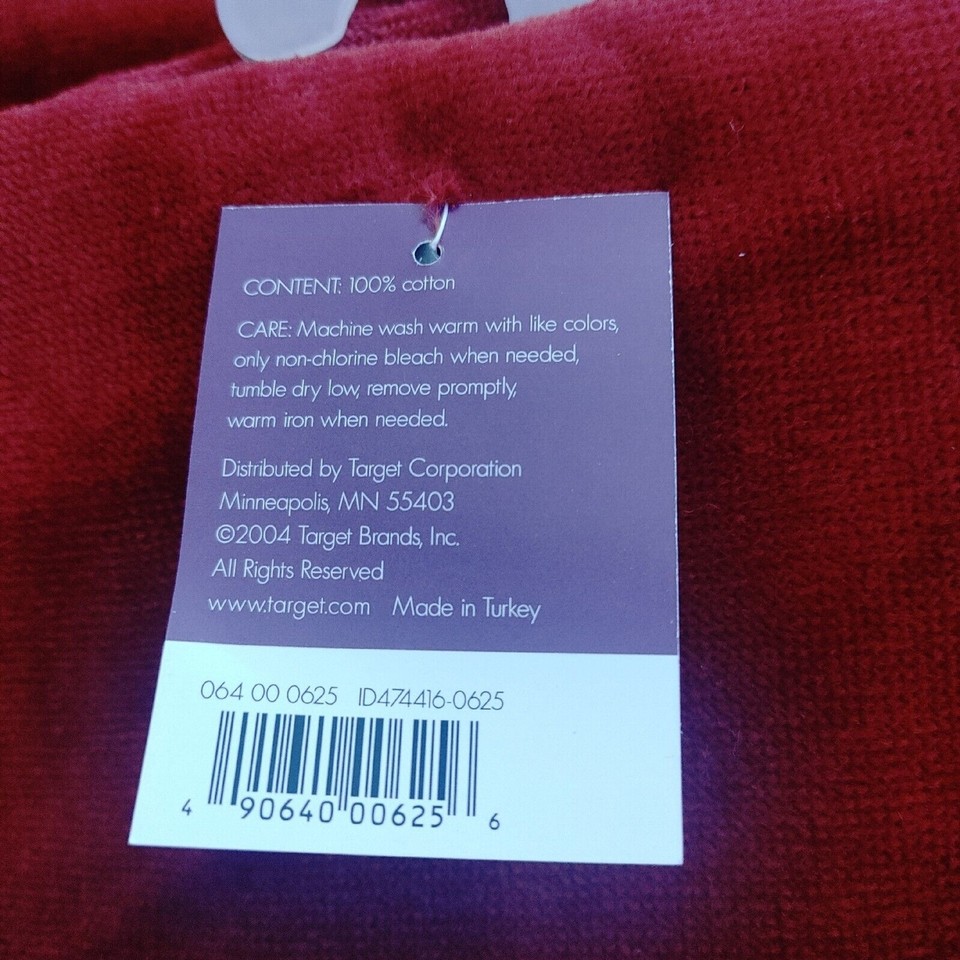 CONTENT: 100% cotton
CARE: Machine wash warm with like colors,
only non-chlorine bleach when needed,
tumble dry low, remove promptly,
warm iron when needed.
Distributed by Target Corporation
Minneapolis, MN 55403
©2004 Target Brands, Inc.
All Rights Reserved
www.target.com Made in Turkey
064 00 0625 ID474416-0625
4 90640 00625 6